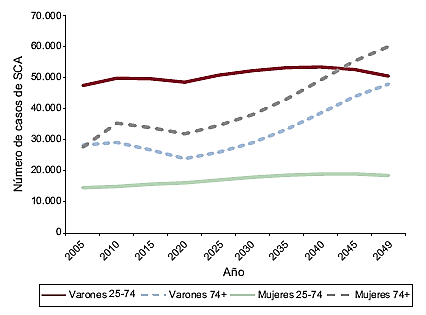 Número de casos de SCA
70.000
60.000
50.000
40.000
30.000
20.000
10.000
0
2005 2010 2015 2020 2025 2030 2035 2040 2045 2049
Año
Varones 25-74 Varones 74+ Mujeres 25-74 Mujeres 74+